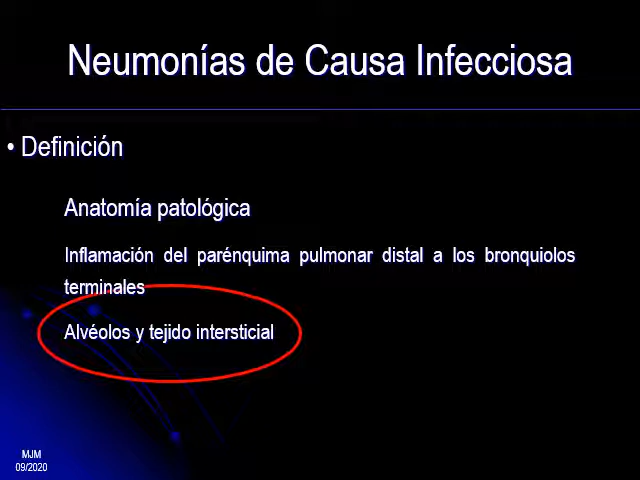 Neumonías de Causa Infecciosa
• Definición
Anatomía patológica
Inflamación del parénquima pulmonar distal a los bronquiolos
terminales
Alvéolos y tejido intersticial
MJM
09/2020